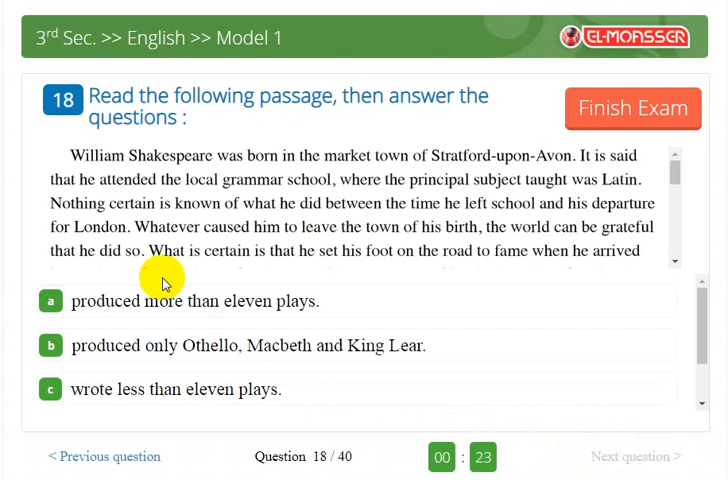 3rd Sec. >> English >> Model 1
EL-MOASSER
18 Read the following passage, then answer the
questions :
Finish Exam
William Shakespeare was born in the market town of Stratford-upon-Avon. It is said
that he attended the local grammar school, where the principal subject taught was Latin.
Nothing certain is known of what he did between the time he left school and his departure
for London. Whatever caused him to leave the town of his birth, the world can be grateful
that he did so. What is certain is that he set his foot on the road to fame when he arrived
a produced more than eleven plays.
b produced only Othello, Macbeth and King Lear.
c wrote less than eleven plays.
< Previous question Question 18 / 40 00 : 23 Next question >